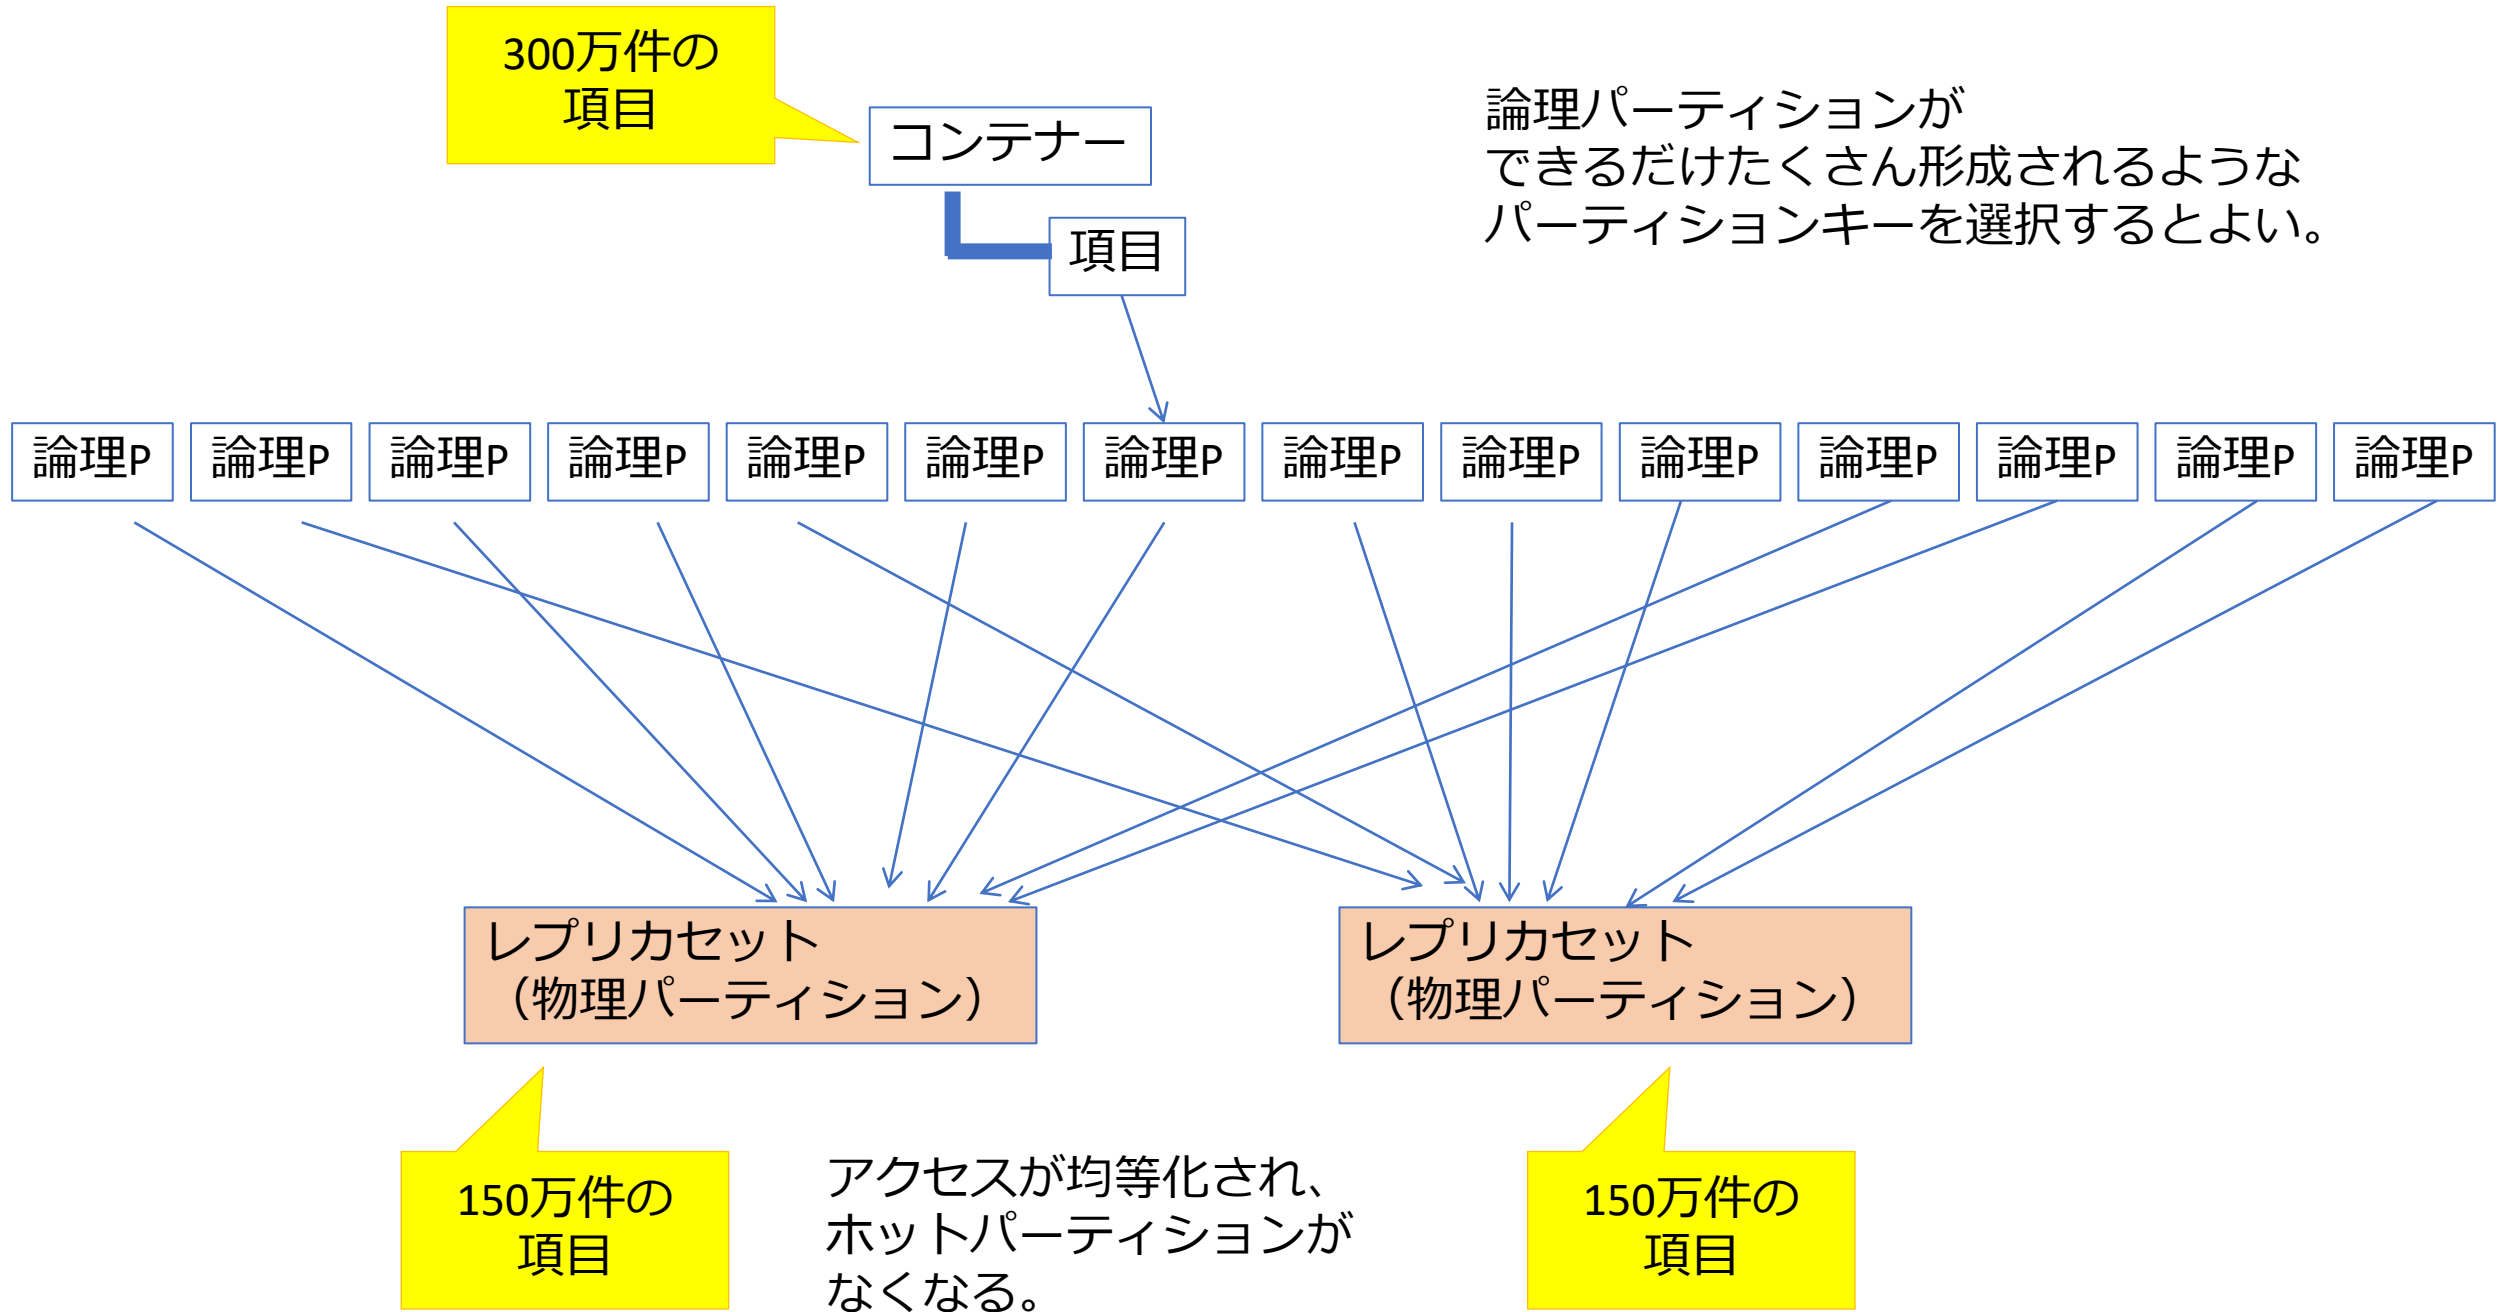 300万件の
項目
コンテナー
論理パーティションが
できるだけたくさん形成されるような
パーティションキーを選択するとよい。
項目
論理P
論理P
論理P
論理P
論理P
論理P
論理P
論理P
論理P
論理P
論理P
論理P
論理P
論理P
レプリカセット
（物理パーティション）
レプリカセット
（物理パーティション）
150万件の
項目
アクセスが均等化され、
ホットパーティションが
なくなる。
150万件の
項目